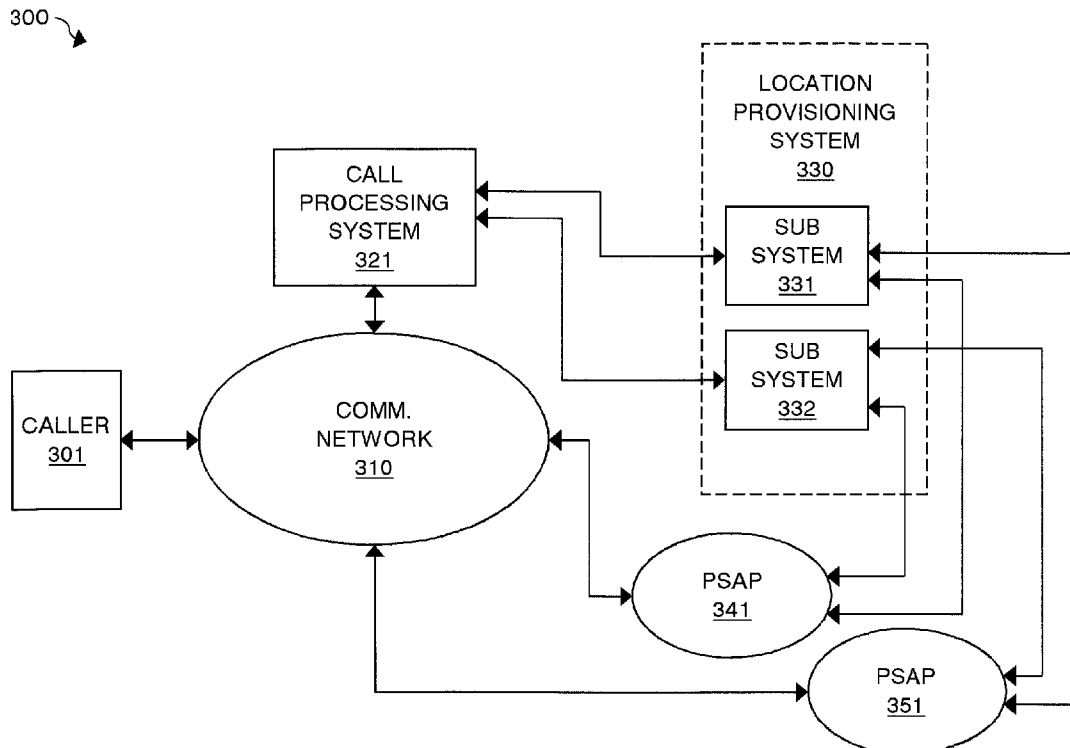 300
LOCATION
PROVISIONING
SYSTEM
330
CALL
PROCESSING
SYSTEM
321
SUB
SYSTEM
331
SUB
SYSTEM
332
CALLER
301
COMM.
NETWORK
310
PSAP
341
PSAP
351